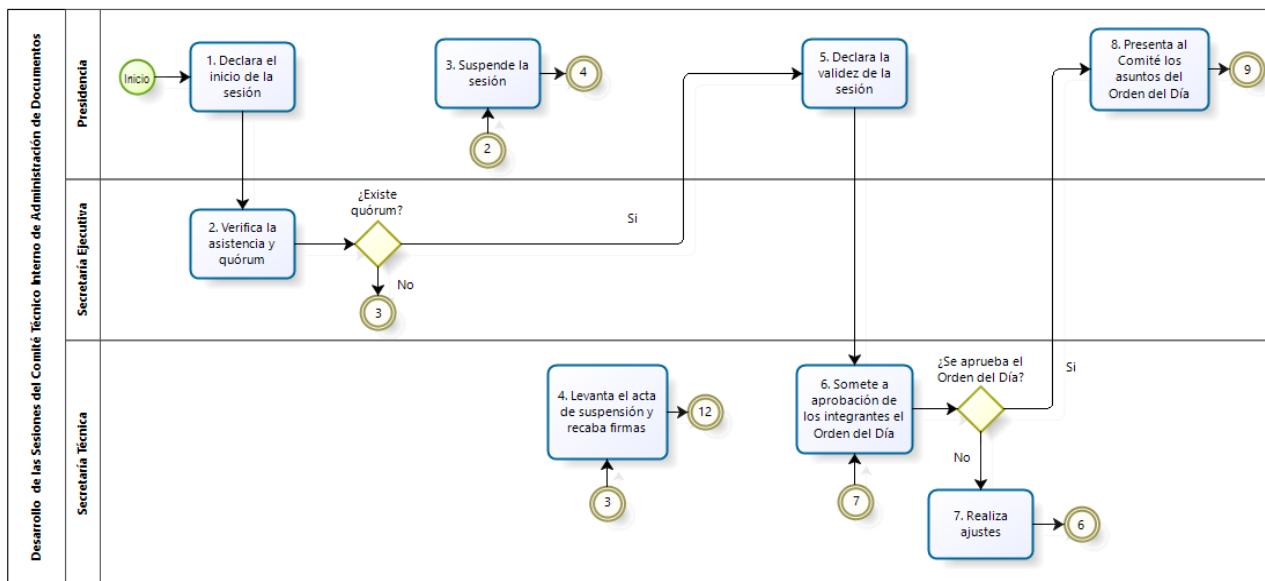 Desarrollo de las Sesiones del Comité Técnico Interno de Administración de Documentos
Presidencia
Inicio
1. Declara el
inicio de la
sesión
3. Suspende la
sesión
4
2
5. Declara la
validez de la
sesión
8. Presenta al
Comité los
asuntos del
Orden del Día
9
Secretaría Ejecutiva
2. Verifica la
asistencia y
quórum
¿Existe
quórum?
Si
No
3
Secretaría Técnica
4. Levanta el acta
de suspensión y
recaba firmas
12
3
6. Somete a
aprobación de
los integrantes el
Orden del Día
7
¿Se aprueba el
Orden del Día?
Si
No
7. Realiza
ajustes
6